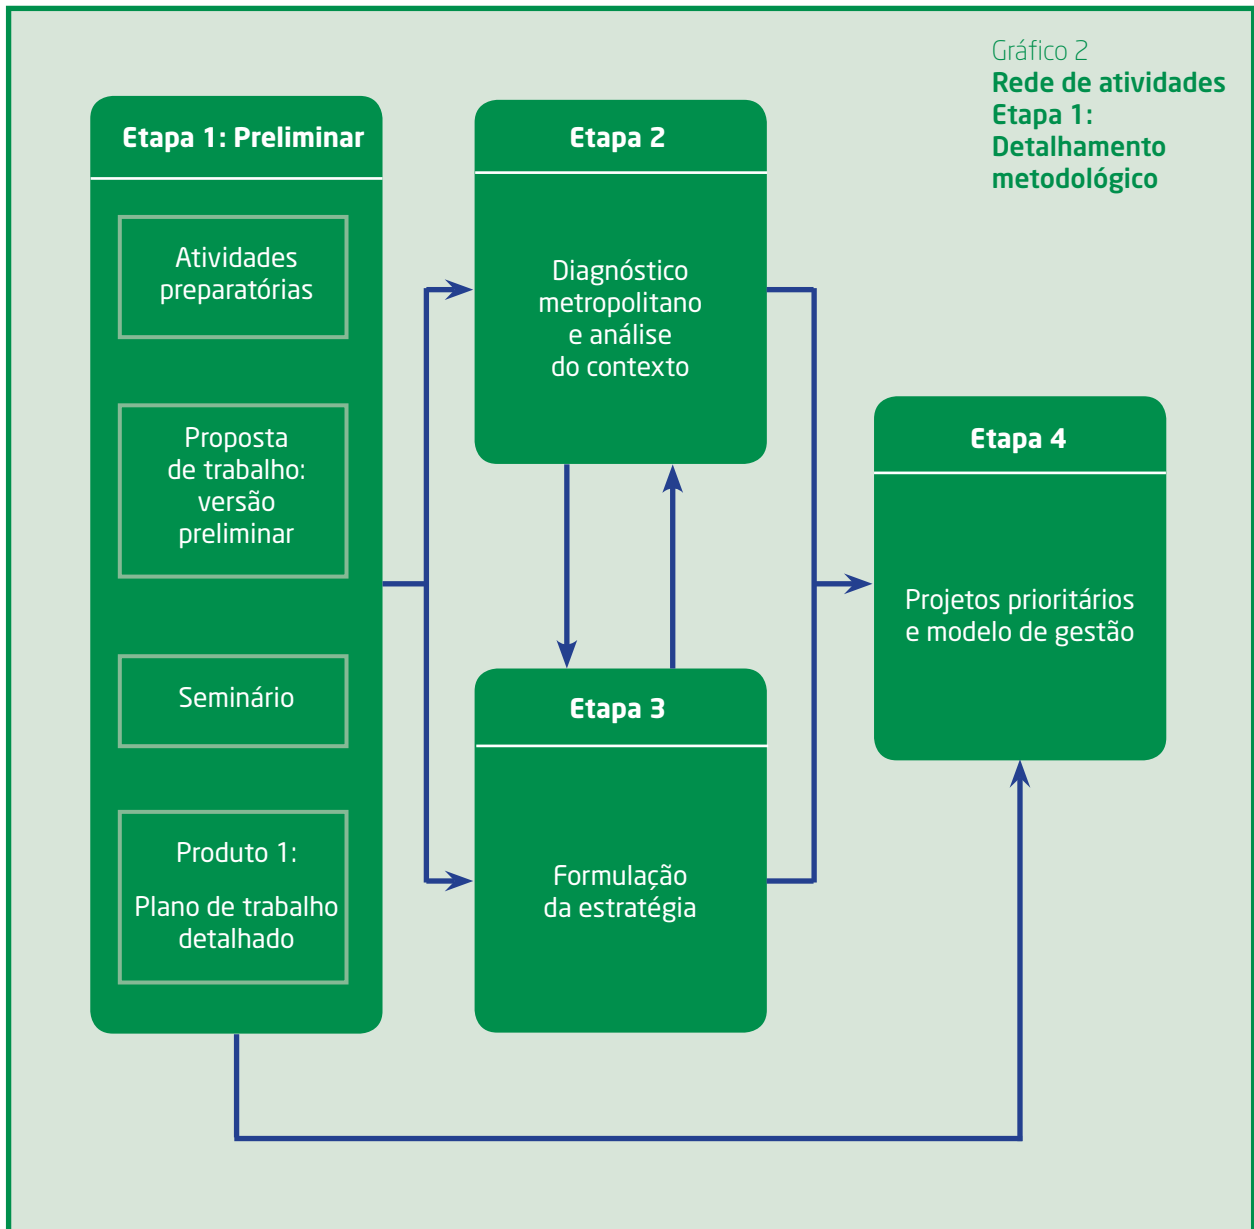 Gráfico 2
Rede de atividades
Etapa 1:
Detalhamento
metodológico
Etapa 1: Preliminar
Atividades
preparatórias
Proposta
de trabalho:
versão
preliminar
Seminário
Produto 1:
Plano de trabalho
detalhado
Etapa 2
Diagnóstico
metropolitano
e análise
do contexto
Etapa 3
Formulação
da estratégia
Etapa 4
Projetos prioritários
e modelo de gestão